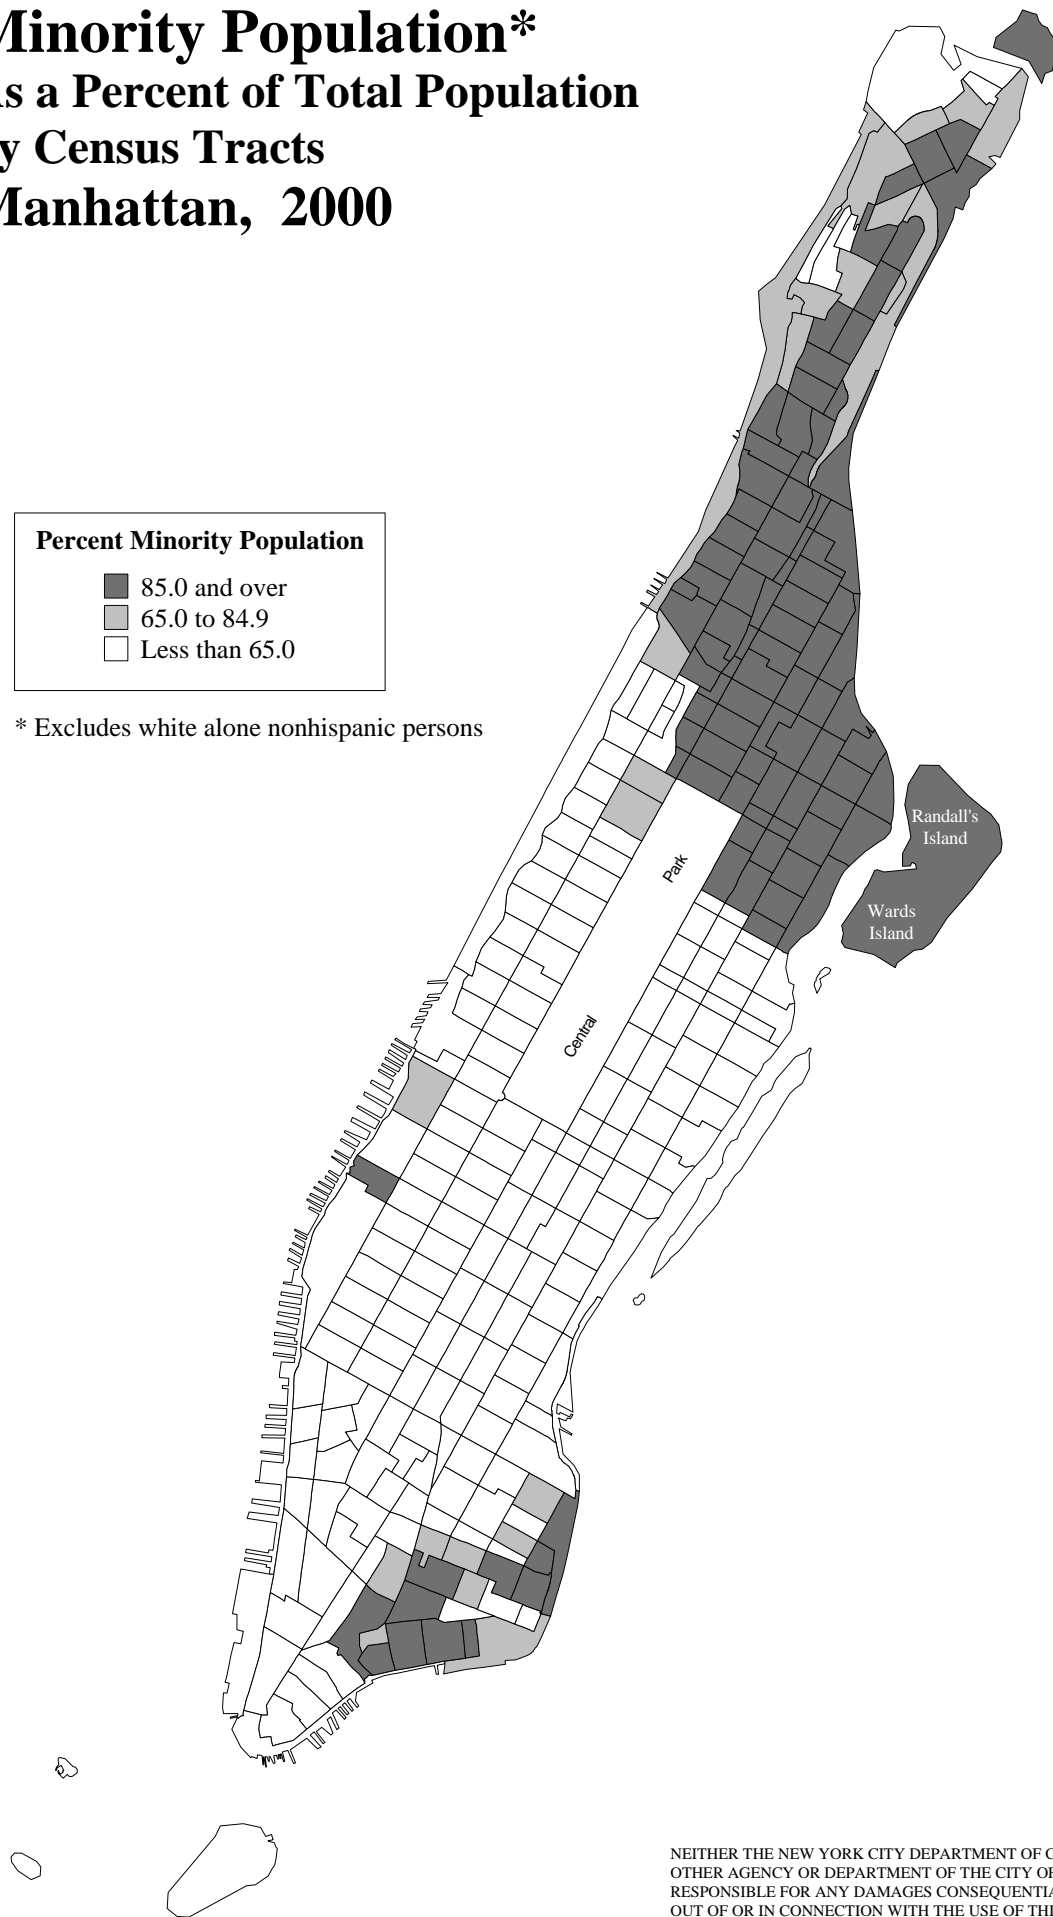 Minority Population*
As a Percent of Total Population
by Census Tracts
Manhattan, 2000
Percent Minority Population
85.0 and over
65.0 to 84.9
Less than 65.0
* Excludes white alone nonhispanic persons
Randall's
Island
Park
Wards
Island
Central
NEITHER THE NEW YORK CITY DEPARTMENT OF
OTHER AGENCY OR DEPARTMENT OF THE CITY OF
RESPONSIBLE FOR ANY DAMAGES CONSEQUENTIA
OUT OF OR IN CONNECTION WITH THE USE OF THI